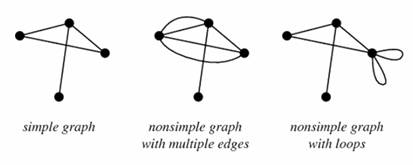 simple graph
nonsimple graph
with multiple edges
nonsimple graph
with loops